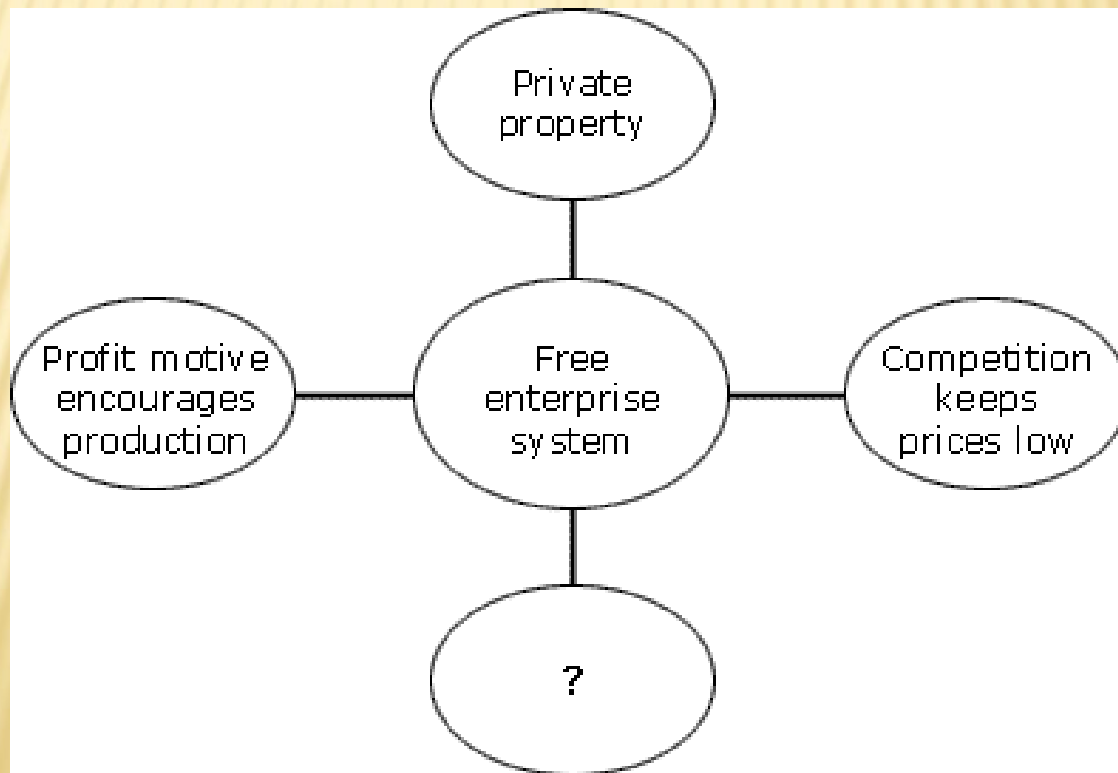 Private
property
Profit motive
encourages
production
Free
enterprise
system
Competition
keeps
prices low
?